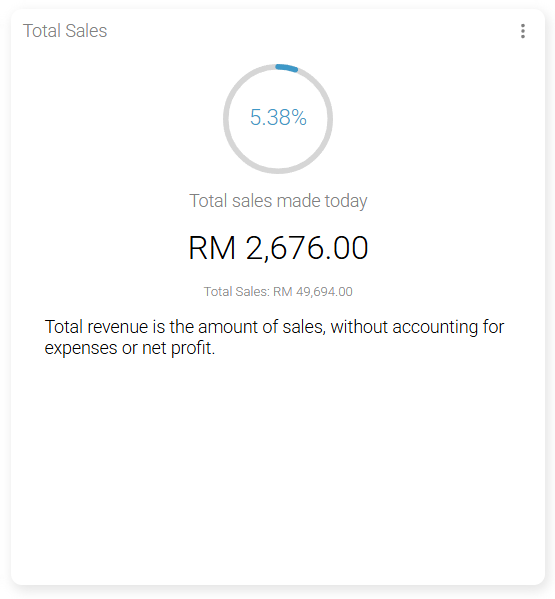 Total Sales
5.38%
Total sales made today
RM 2,676.00
Total Sales: RM 49,694.00
Total revenue is the amount of sales, without accounting for
expenses or net profit.